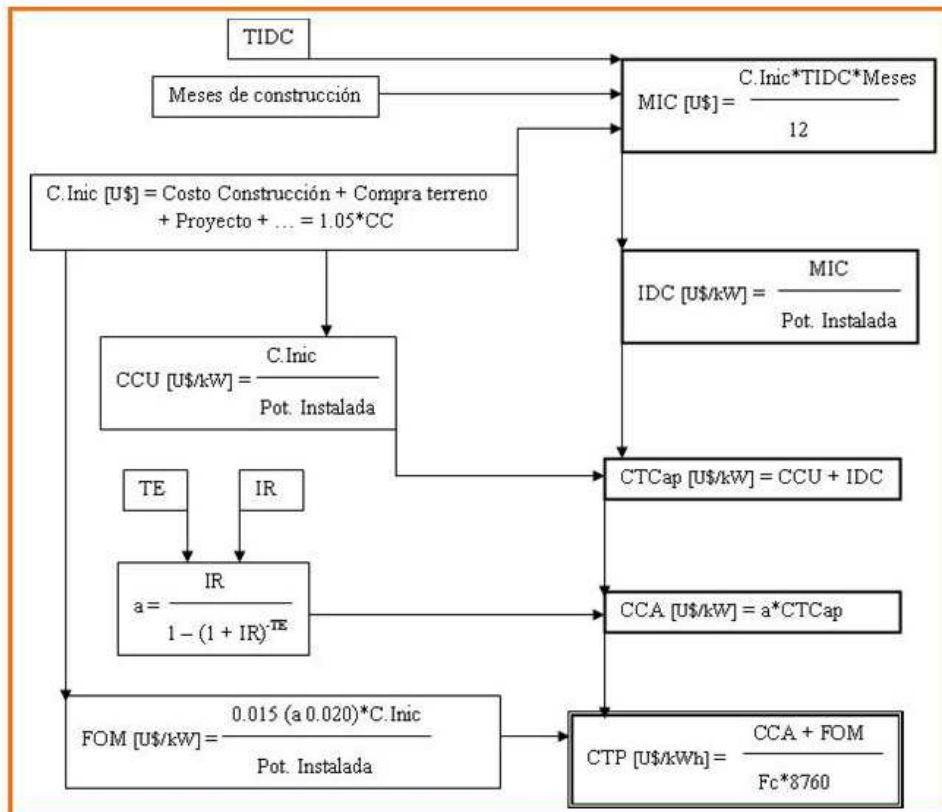 TIDC
Meses de construcción
MIC [U$] =
C.Inic*TIDC*Meses
12
C.Inic [U$] = Costo Construcción + Compra terreno
+ Proyecto + … = 1.05*CC
IDC [U$/kW] =
MIC
Pot. Instalada
CCU [U$/kW] =
C.Inic
Pot. Instalada
TE
IR
CTCap [U$/kW] = CCU + IDC
a =
IR
1 – (1 + IR)^-TE
CCA [U$/kW] = a*CTCap
FOM [U$/kW] =
0.015 (a 0.020)*C.Inic
Pot. Instalada
CTP [U$/kWh] =
CCA + FOM
Fc*8760